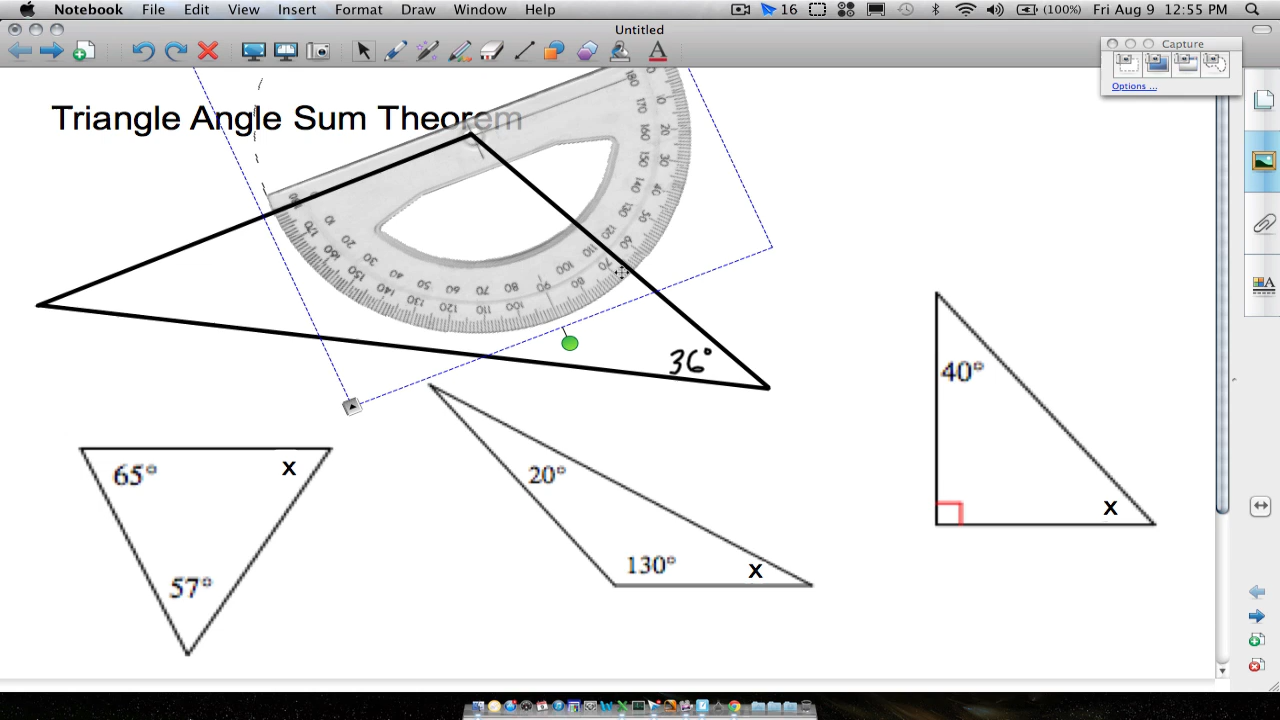 Notebook File Edit View Insert Format Draw Window Help 16 (100%) Fri Aug 9 12:55 PM
Untitled
Capture
Options ...
Triangle Angle Sum Theorem
36°
40°
x
65° x
57°
20°
130° x